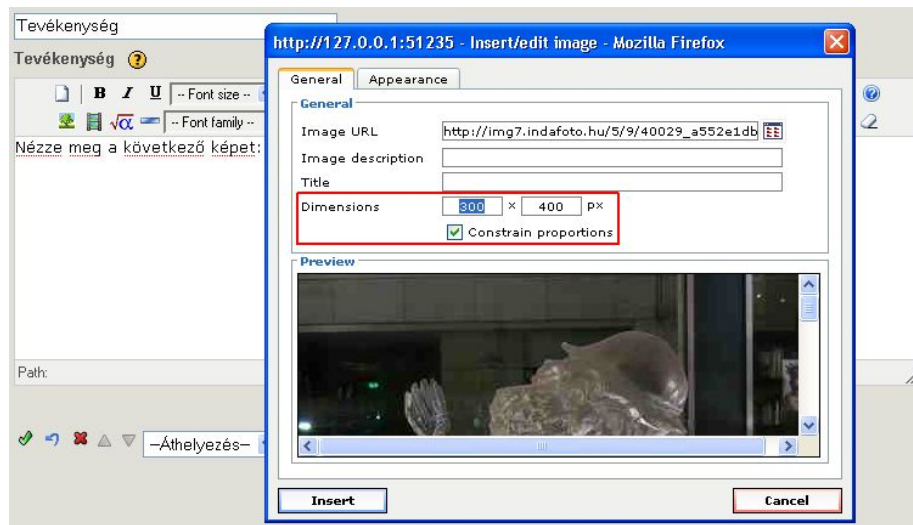 Tevékenység
Tevékenység
B I U -- Font size --
√α -- Font family --
Nézze meg a következő képet:
Path:
–Áthelyezés–
http://127.0.0.1:51235 - Insert/edit image - Mozilla Firefox
General Appearance
General
Image URL http://img7.indafoto.hu/5/9/40029_a552e1db
Image description
Title
Dimensions 300 × 400 px
Constrain proportions
Preview
Insert Cancel